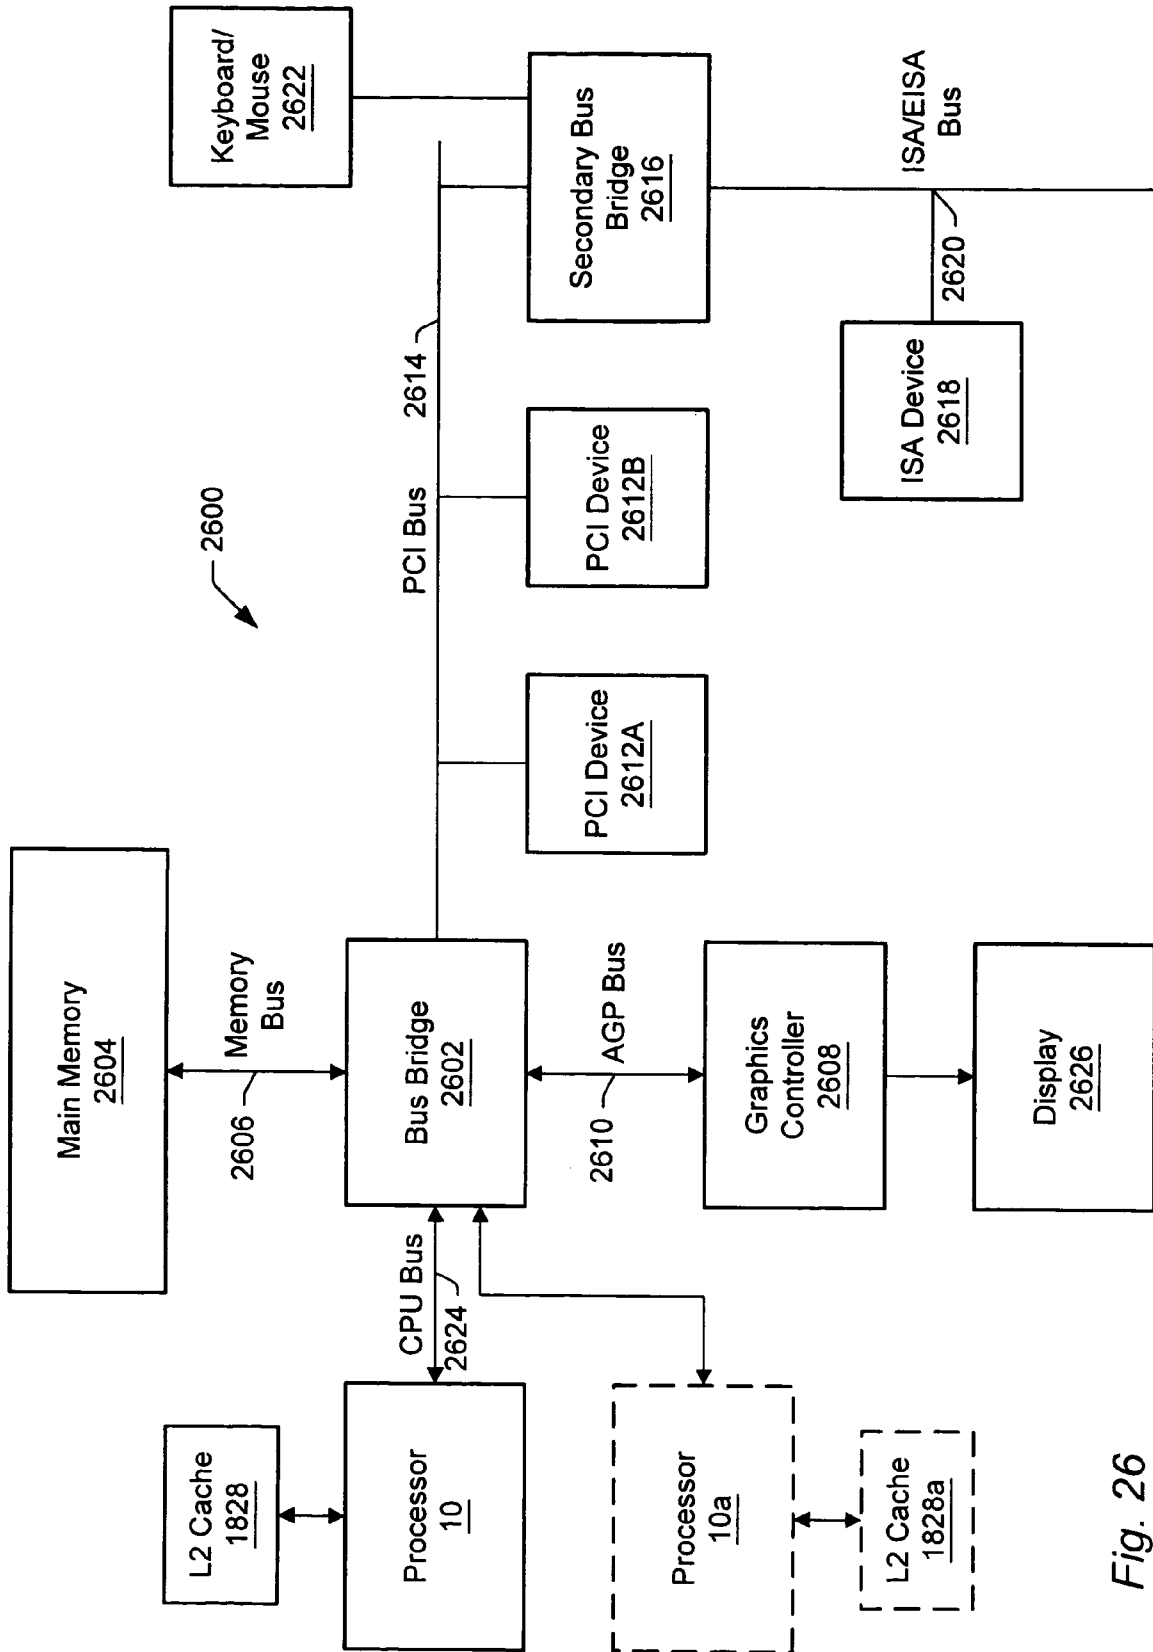 Main Memory
2604
Keyboard/
Mouse
2622
2600
L2 Cache
1828
2606
Memory
Bus
PCI Bus
2614
Processor
10
CPU Bus
2624
Bus Bridge
2602
PCI Device
2612A
PCI Device
2612B
Secondary Bus
Bridge
2616
2610
AGP Bus
Processor
10a
Graphics
Controller
2608
ISA Device
2618
2620
ISA/EISA
Bus
L2 Cache
1828a
Display
2626
Fig. 26